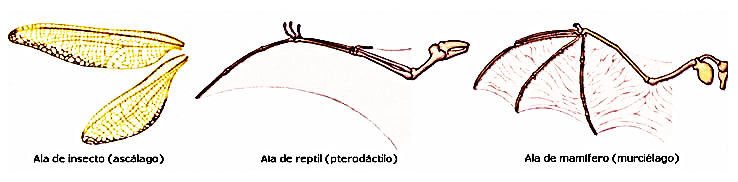 Ala de insecto (ascálago)
Ala de reptil (pterodáctilo)
Ala de mamífero (murciélago)